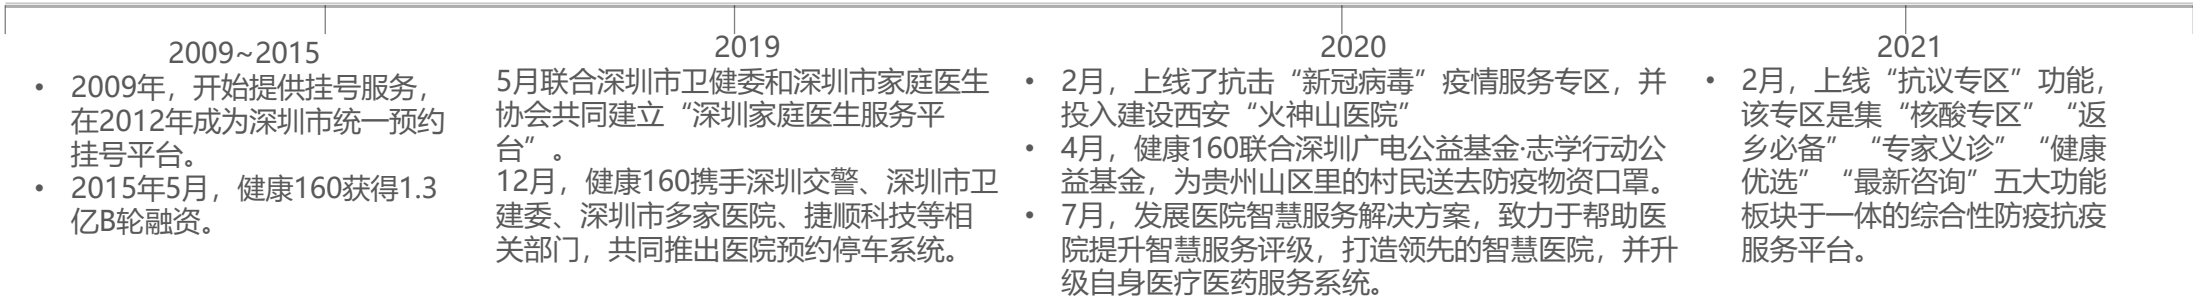 2009~2015
• 2009年，开始提供挂号服务，
在2012年成为深圳市统一预约
挂号平台。
• 2015年5月，健康160获得1.3
亿B轮融资。
2019
5月联合深圳市卫健委和深圳市家庭医生
协会共同建立“深圳家庭医生服务平
台”。
12月，健康160携手深圳交警、深圳市卫
建委、深圳市多家医院、捷顺科技等相
关部门，共同推出医院预约停车系统。
2020
• 2月，上线了抗击“新冠病毒”疫情服务专区，并
投入建设西安“火神山医院”
• 4月，健康160联合深圳广电公益基金·志学行动公
益基金，为贵州山区里的村民送去防疫物资口罩。
• 7月，发展医院智慧服务解决方案，致力于帮助医
院提升智慧服务评级，打造领先的智慧医院，并升
级自身医疗医药服务系统。
2021
• 2月，上线“抗议专区”功能，
该专区是集“核酸专区”“返
乡必备”“专家义诊”“健康
优选”“最新咨询”五大功能
板块于一体的综合性防疫抗疫
服务平台。